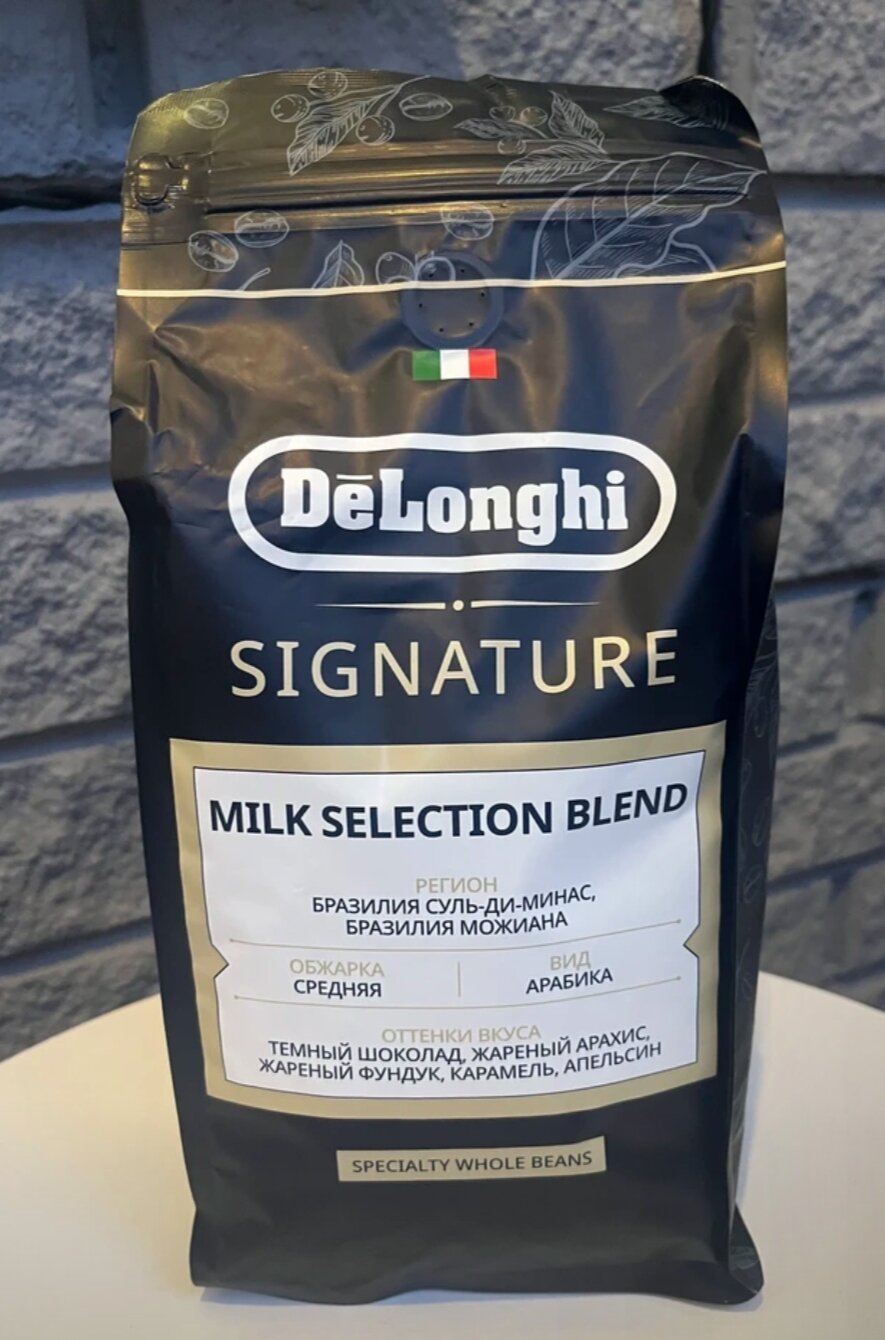 DēLonghi
SIGNATURE
MILK SELECTION BLEND
РЕГИОН
БРАЗИЛИЯ СУЛЬ-ДИ-МИНАС,
БРАЗИЛИЯ МОЖИАНА
ОБЖАРКА
СРЕДНЯЯ
ВИД
АРАБИКА
ОТТЕНКИ ВКУСА
ТЕМНЫЙ ШОКОЛАД, ЖАРЕНЫЙ АРАХИС,
ЖАРЕНЫЙ ФУНДУК, КАРАМЕЛЬ, АПЕЛЬСИН
SPECIALTY WHOLE BEANS